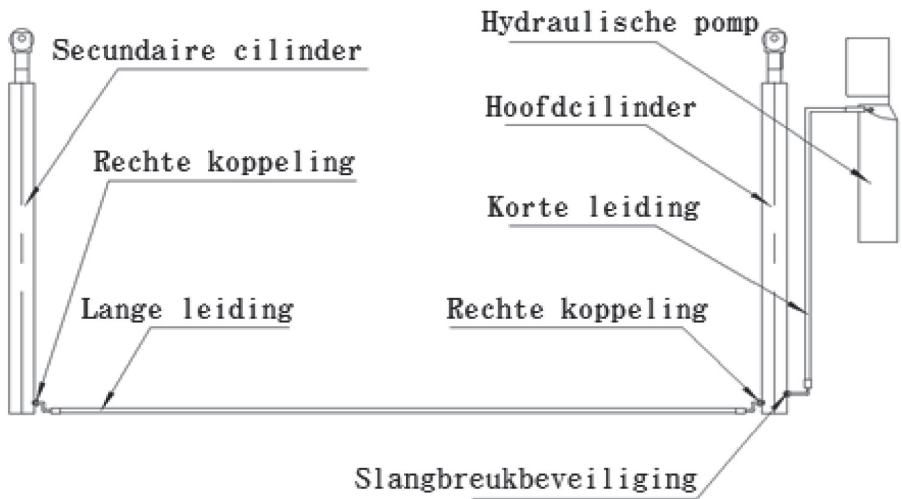 Hydraulische pomp
Secundaire cilinder
Hoofdcilinder
Rechte koppeling
Korte leiding
Lange leiding
Rechte koppeling
Slangbreukbeveiliging